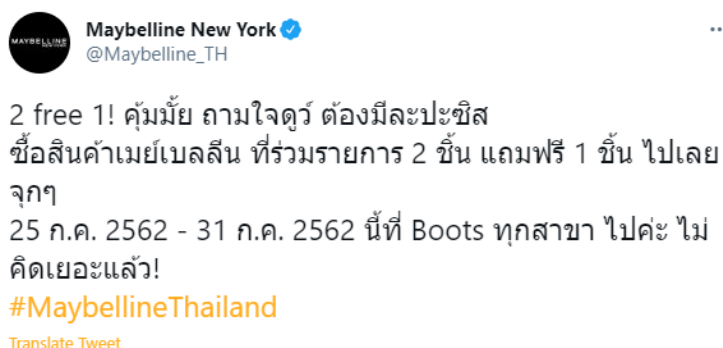 MAYBELLINE
NEW YORK
Maybelline New York
@Maybelline_TH
2 free 1! คุ้มมั้ย ถามใจดูว์ ต้องมีละปะซิส
ซื้อสินค้าเมย์เบลลีน ที่ร่วมรายการ 2 ชิ้น แถมฟรี 1 ชิ้น ไปเลย
จุกๆ
25 ก.ค. 2562 - 31 ก.ค. 2562 นี้ที่ Boots ทุกสาขา ไปค่ะ ไม่
คิดเยอะแล้ว!
#MaybellineThailand
Translate Tweet